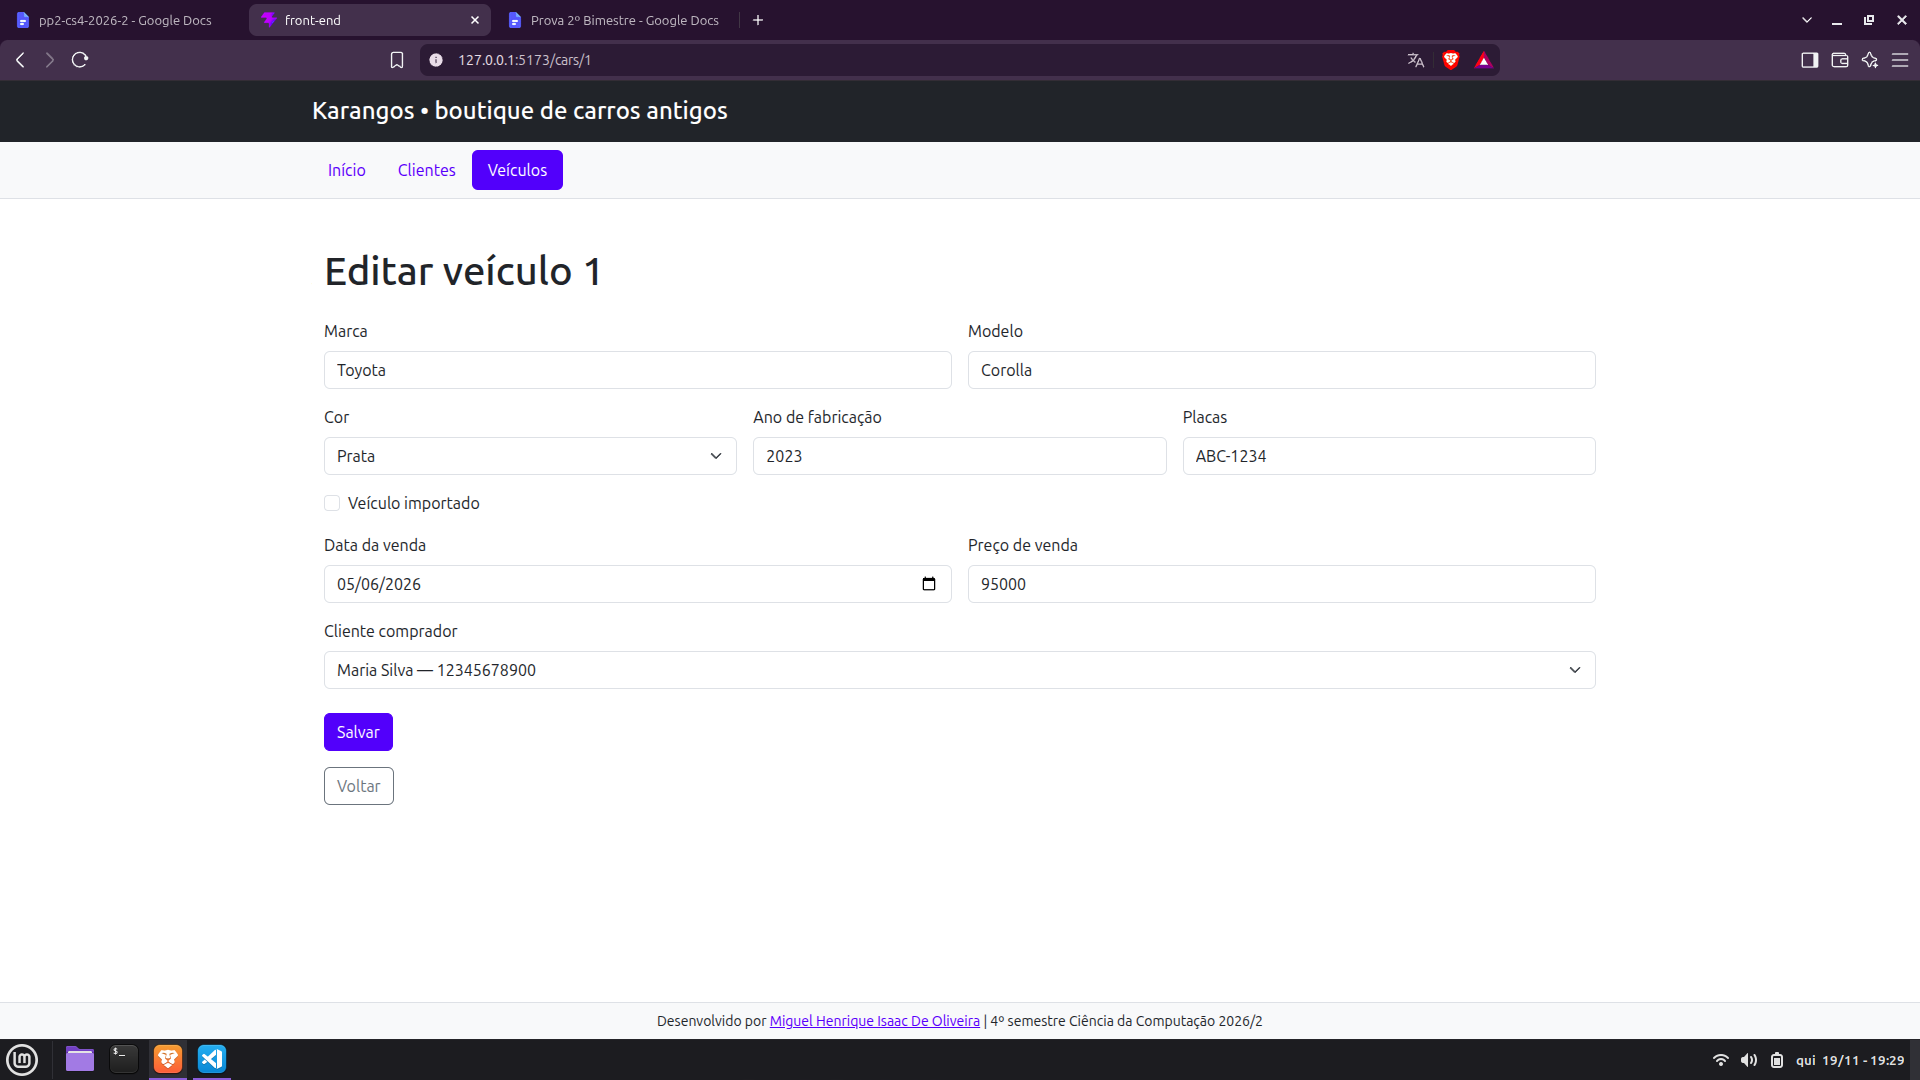 pp2-cs4-2026-2 - Google Docs
front-end
Prova 2º Bimestre - Google Docs
127.0.0.1:5173/cars/1
Karangos • boutique de carros antigos
Início
Clientes
Veículos
Editar veículo 1
Marca
Modelo
Toyota
Corolla
Cor
Ano de fabricação
Placas
Prata
2023
ABC-1234
Veículo importado
Data da venda
Preço de venda
05/06/2026
95000
Cliente comprador
Maria Silva — 12345678900
Salvar
Voltar
Desenvolvido por Miguel Henrique Isaac De Oliveira | 4º semestre Ciência da Computação 2026/2
qui 19/11 - 19:29